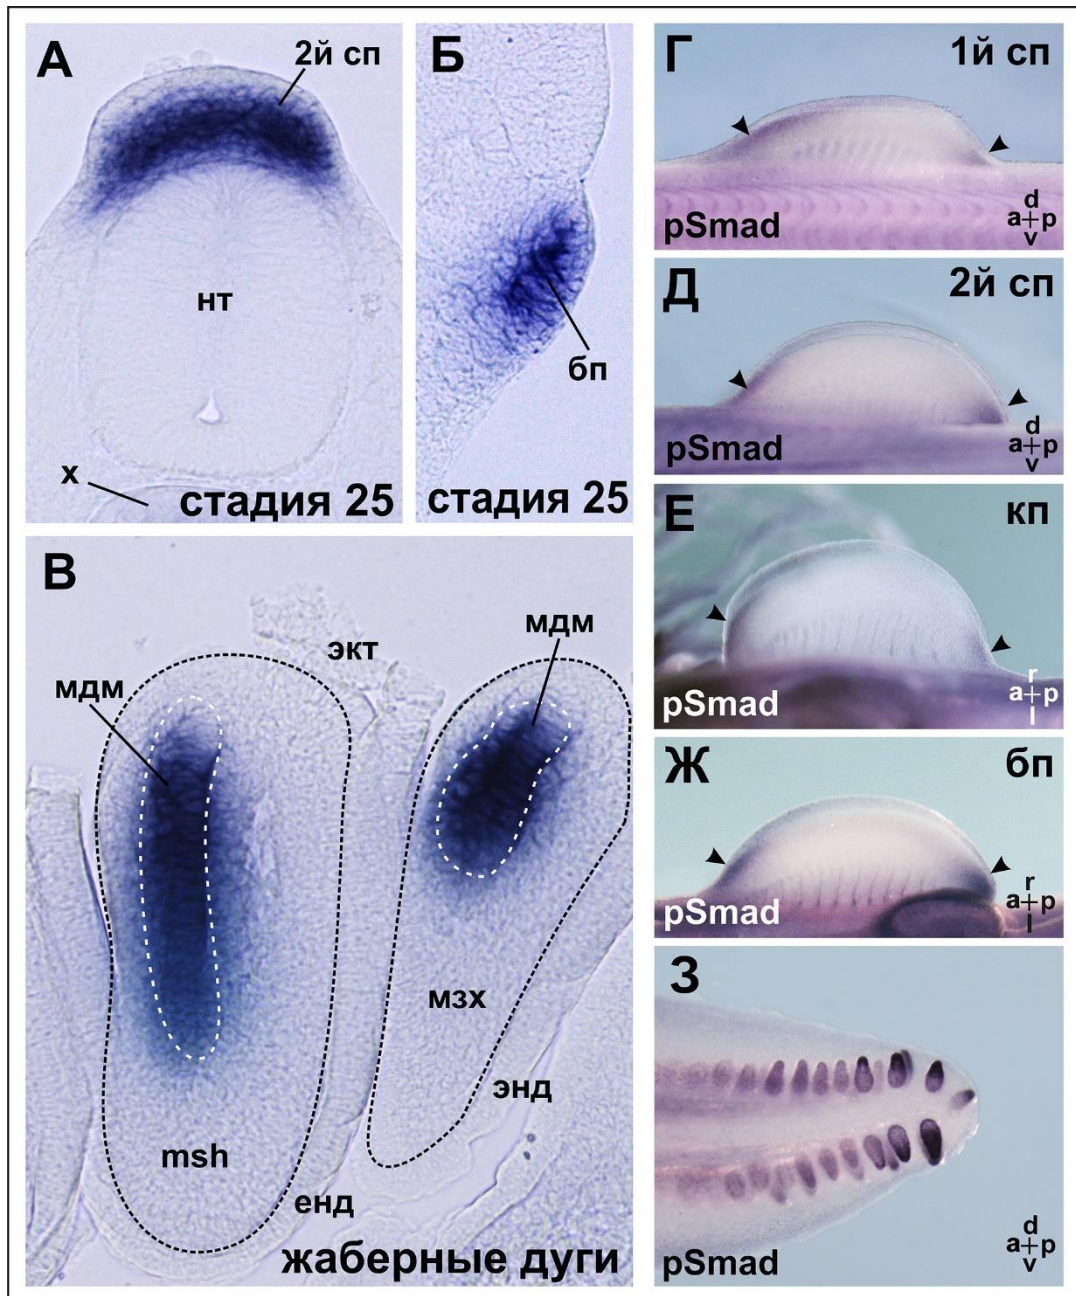 А
2й сп
нт
х
стадия 25
Б
бп
стадия 25
В
экт
мдм
мдм
мзх
энд
msh
енд
жаберные дуги
Г
1й сп
pSmad
d
a+p
v
Д
2й сп
pSmad
d
a+p
v
Е
кп
pSmad
r
a+p
l
Ж
бп
pSmad
r
a+p
l
З
pSmad
d
a+p
v